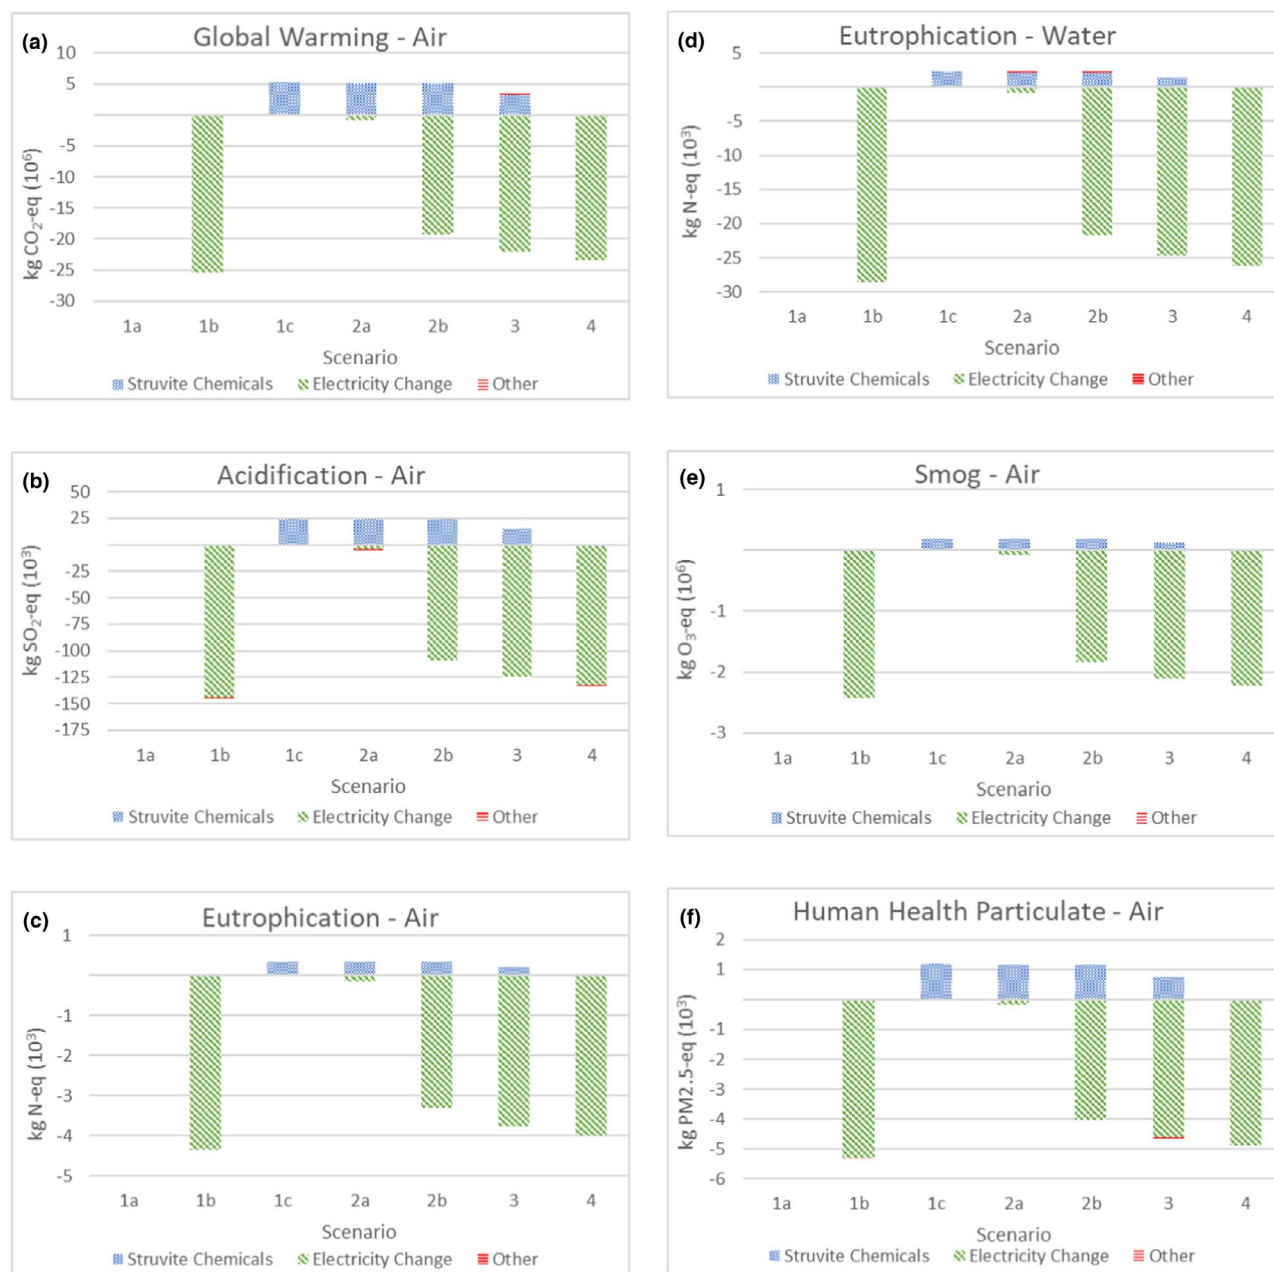 (a) Global Warming - Air
10
5
-5
-10
-15
-20
-25
-30
kg CO₂-eq (10⁶)
1a 1b 1c 2a 2b 3 4
Scenario
Struvite Chemicals Electricity Change Other
(d) Eutrophication - Water
5
-5
-10
-15
-20
-25
-30
kg N-eq (10³)
1a 1b 1c 2a 2b 3 4
Scenario
Struvite Chemicals Electricity Change Other
(b) Acidification - Air
50
25
-25
-50
-75
-100
-125
-150
-175
kg SO₂-eq (10³)
1a 1b 1c 2a 2b 3 4
Scenario
Struvite Chemicals Electricity Change Other
(e) Smog - Air
1
-1
-2
-3
kg O₃-eq (10⁶)
1a 1b 1c 2a 2b 3 4
Scenario
Struvite Chemicals Electricity Change Other
(c) Eutrophication - Air
1
-1
-2
-3
-4
-5
kg N-eq (10³)
1a 1b 1c 2a 2b 3 4
Scenario
Struvite Chemicals Electricity Change Other
(f) Human Health Particulate - Air
2
1
-1
-2
-3
-4
-5
-6
kg PM2.5-eq (10³)
1a 1b 1c 2a 2b 3 4
Scenario
Struvite Chemicals Electricity Change Other